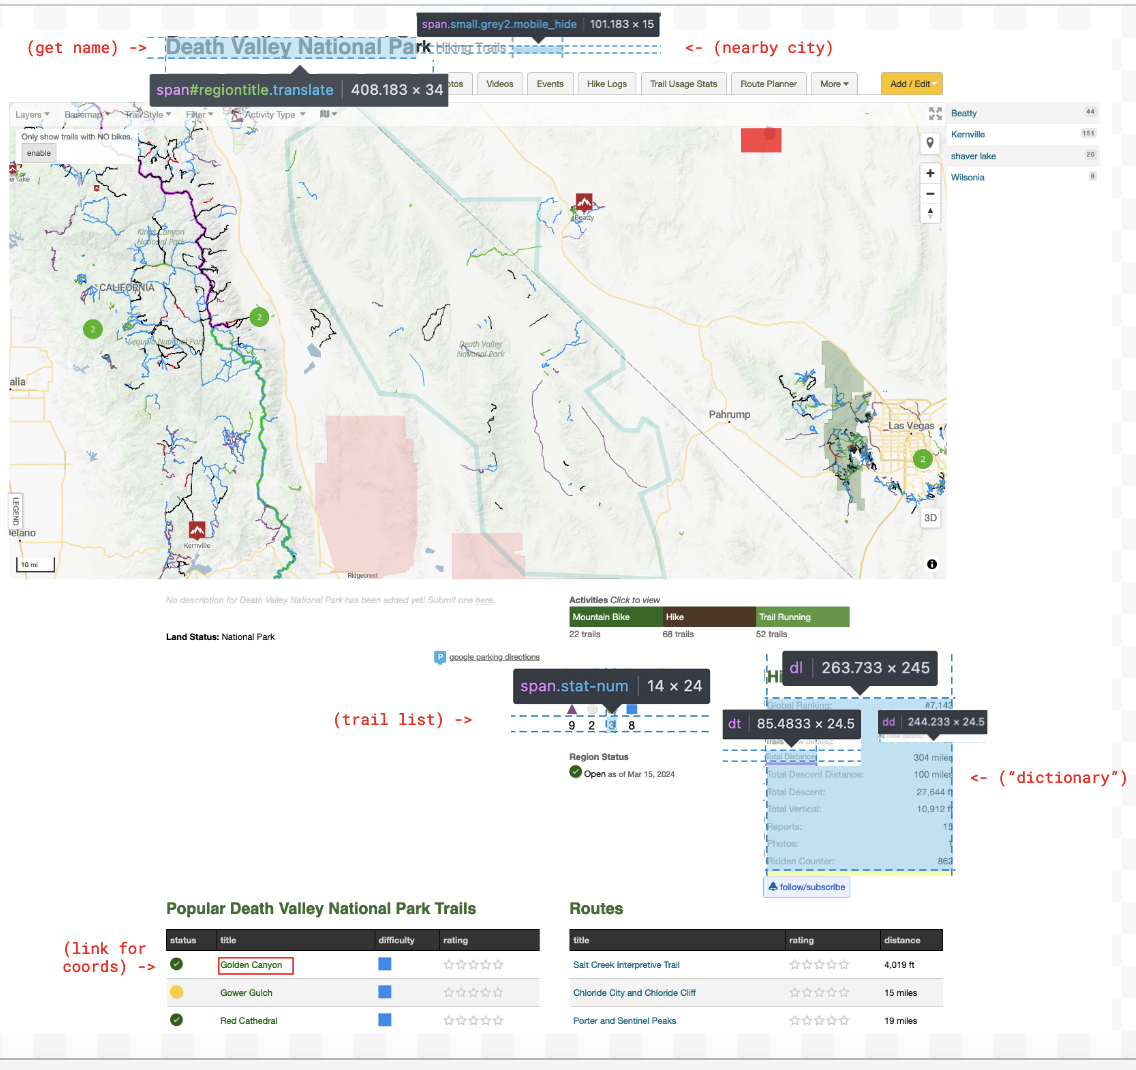 span.small.grey2.mobile_hide 101.183 × 15
(get name) ->
Death Valley National Park Hiking Trails
<- (nearby city)
span#regiontitle.translate 408.183 × 34
otos
Videos
Events
Hike Logs
Trail Usage Stats
Route Planner
More
Add / Edit
Layers
Basemap
Trail Style
Filter
Activity Type
Only show trails with NO bikes.
enable
Beatty 44
Kernville 151
shaver lake 20
Wilsonia 8
er lake
Kings Canyon
National Park
CALIFORNIA
2
2
Sequoia National Park
Beatty
Death Valley
National Park
alia
Pahrump
Las Vegas
2
LEGEND
Delano
Kernville
10 mi
Ridgecrest
3D
No description for Death Valley National Park has been added yet! Submit one here.
Land Status: National Park
Activities Click to view
Mountain Bike
Hike
Trail Running
22 trails
68 trails
52 trails
P google parking directions
span.stat-num 14 × 24
(trail list) ->
9 2 3 8
Region Status
Open as of Mar 15, 2024
Hi
dl 263.733 × 245
Global Ranking: #7,143
dt 85.4833 × 24.5
dd 244.233 × 24.5
Total Distance 304 miles
Total Descent Distance: 100 miles
Total Descent: 27,644 f
Total Vertical: 10,912 f
Reports: 15
Photos: 1
Ridden Counter: 862
<- (“dictionary”)
follow/subscribe
Popular Death Valley National Park Trails
status title difficulty rating
(link for
coords) ->
Golden Canyon
Gower Gulch
Red Cathedral
Routes
title rating distance
Salt Creek Interpretive Trail 4,019 ft
Chloride City and Chloride Cliff 15 miles
Porter and Sentinel Peaks 19 miles